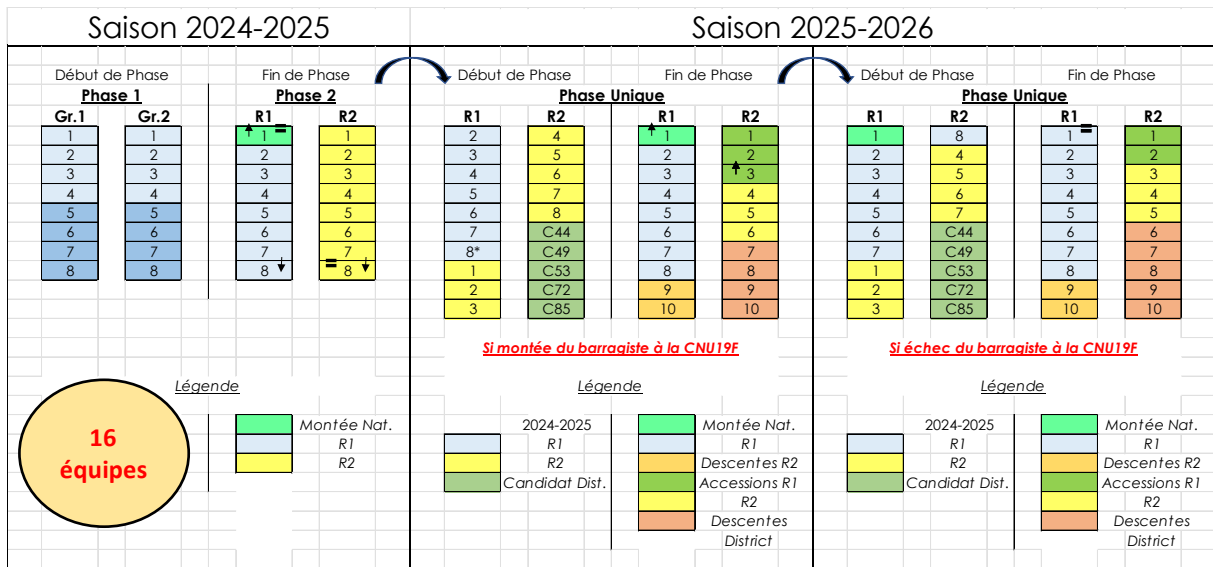 Saison 2024-2025 Saison 2025-2026
Début de Phase Fin de Phase Début de Phase Fin de Phase Début de Phase Fin de Phase
Phase 1 Phase 2 Phase Unique Phase Unique
Gr.1 Gr.2 R1 R2 R1 R2 R1 R2 R1 R2 R1 R2
1 1 1 = 1 2 4 1 1 1 8 1 = 1
2 2 2 2 3 5 2 2 2 4 2 2
3 3 3 3 4 6 3 3 3 5 3 3
4 4 4 4 5 7 4 4 4 6 4 4
5 5 5 5 6 8 5 5 5 7 5 5
6 6 6 6 7 C44 6 6 6 C44 6 6
7 7 7 7 8* C49 7 7 7 C49 7 7
8 8 8 = 8 1 C53 8 8 1 C53 8 8
2 C72 9 9 2 C72 9 9
3 C85 10 10 3 C85 10 10
Si montée du barragiste à la CNU19F Si échec du barragiste à la CNU19F
Légende Légende Légende
16
équipes
Montée Nat. 2024-2025 Montée Nat. 2024-2025 Montée Nat.
R1 R1 R1 R1 R1
R2 R2 Descentes R2 R2 Descentes R2
Candidat Dist. Accessions R1 Candidat Dist. Accessions R1
R2 R2
Descentes Descentes
District District